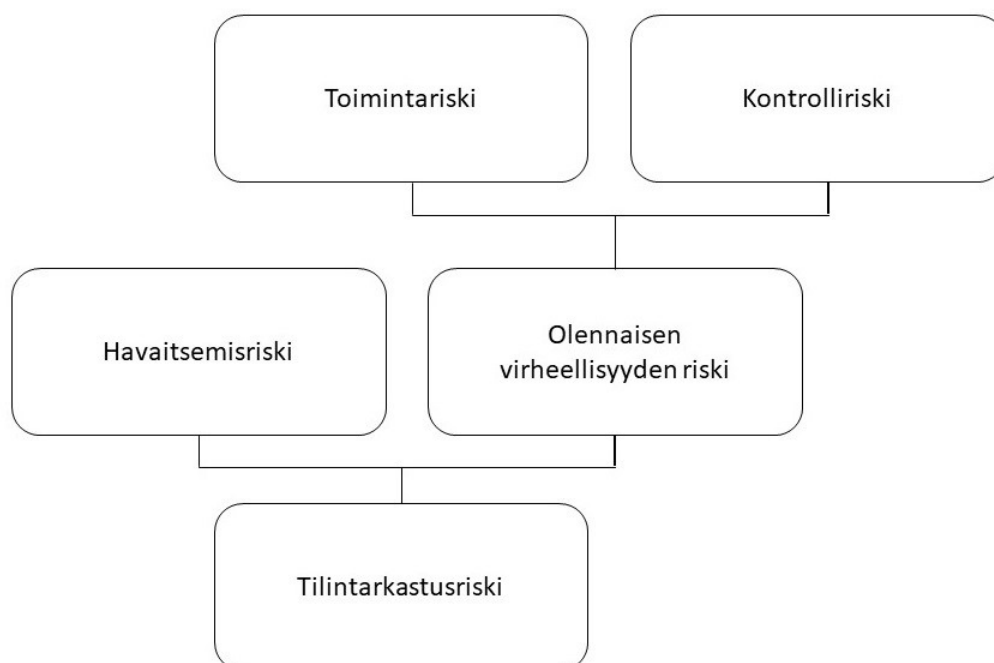 Toimintariski
Kontrolliriski
Havaitsemisriski
Olennaisen
virheellisyyden riski
Tilintarkastusriski